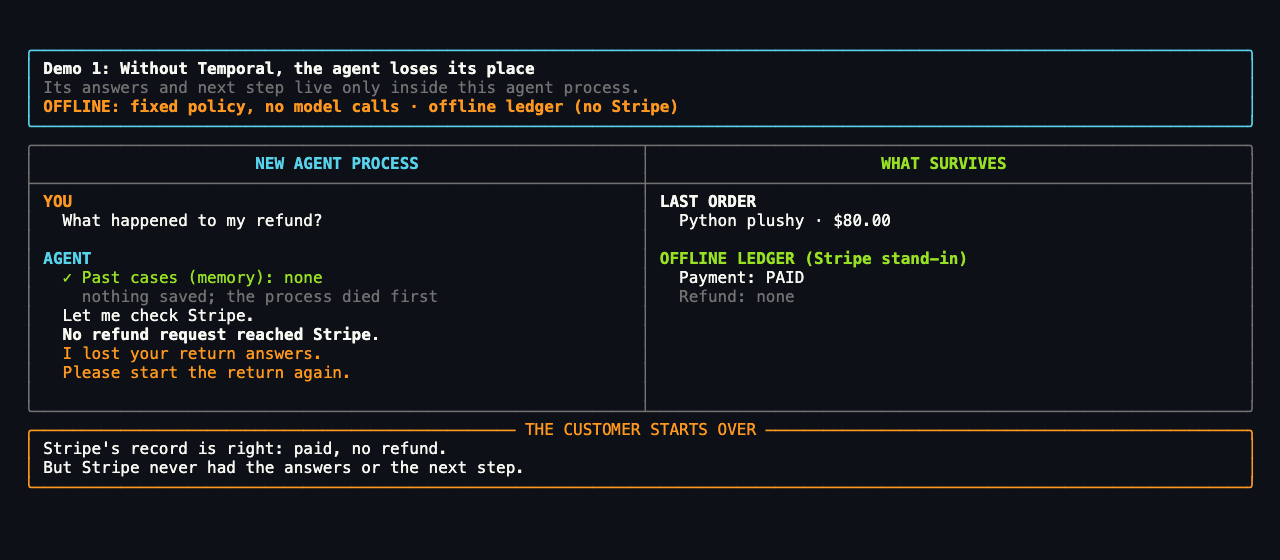 Demo 1: Without Temporal, the agent loses its place
Its answers and next step live only inside this agent process.
OFFLINE: fixed policy, no model calls · offline ledger (no Stripe)
NEW AGENT PROCESS
YOU
What happened to my refund?
AGENT
✓ Past cases (memory): none
nothing saved; the process died first
Let me check Stripe.
No refund request reached Stripe.
I lost your return answers.
Please start the return again.
WHAT SURVIVES
LAST ORDER
Python plushy · $80.00
OFFLINE LEDGER (Stripe stand-in)
Payment: PAID
Refund: none
THE CUSTOMER STARTS OVER
Stripe's record is right: paid, no refund.
But Stripe never had the answers or the next step.